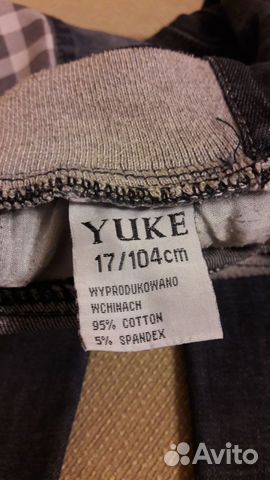 YUKE
17/104cm
WYPRODUKOWANO
WCHINACH
95% COTTON
5% SPANDEX
Avito